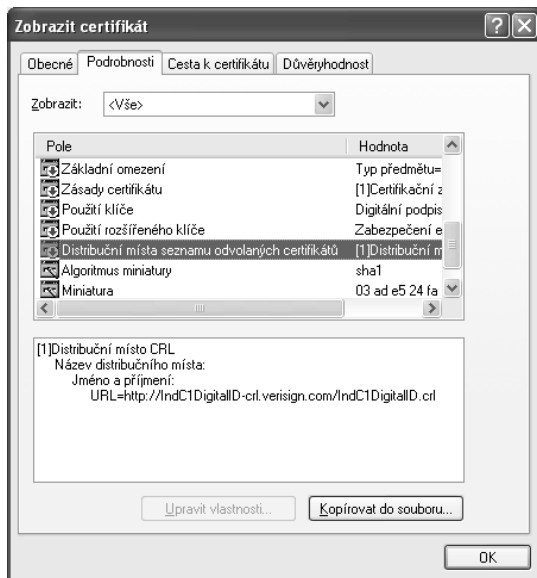 Zobrazit certifikát
Obecné Podrobnosti Cesta k certifikátu Důvěryhodnost
Zobrazit: <Vše>
Pole Hodnota
Základní omezení Typ předmětu=
Zásady certifikátu [1]Certifikační z
Použití klíče Digitální podpis
Použití rozšířeného klíče Zabezpečení e
Distribuční místa seznamu odvolaných certifikátů [1]Distribuční m
Algoritmus miniatury sha1
Miniatura 03 ad e5 24 fa
[1]Distribuční místo CRL
Název distribučního místa:
Jméno a příjmení:
URL=http://IndC1DigitalID-crl.verisign.com/IndC1DigitalID.crl
Upravit vlastnosti... Kopírovat do souboru...
OK